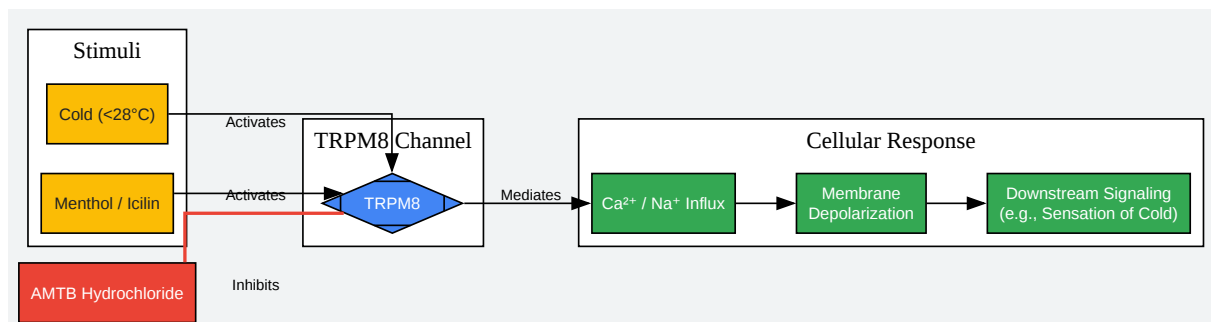 Stimuli
Cold (<28°C)
Activates
TRPM8 Channel
Cellular Response
Menthol / Icilin
Activates
TRPM8
Mediates
Ca²⁺ / Na⁺ Influx
Membrane
Depolarization
Downstream Signaling
(e.g., Sensation of Cold)
AMTB Hydrochloride
Inhibits